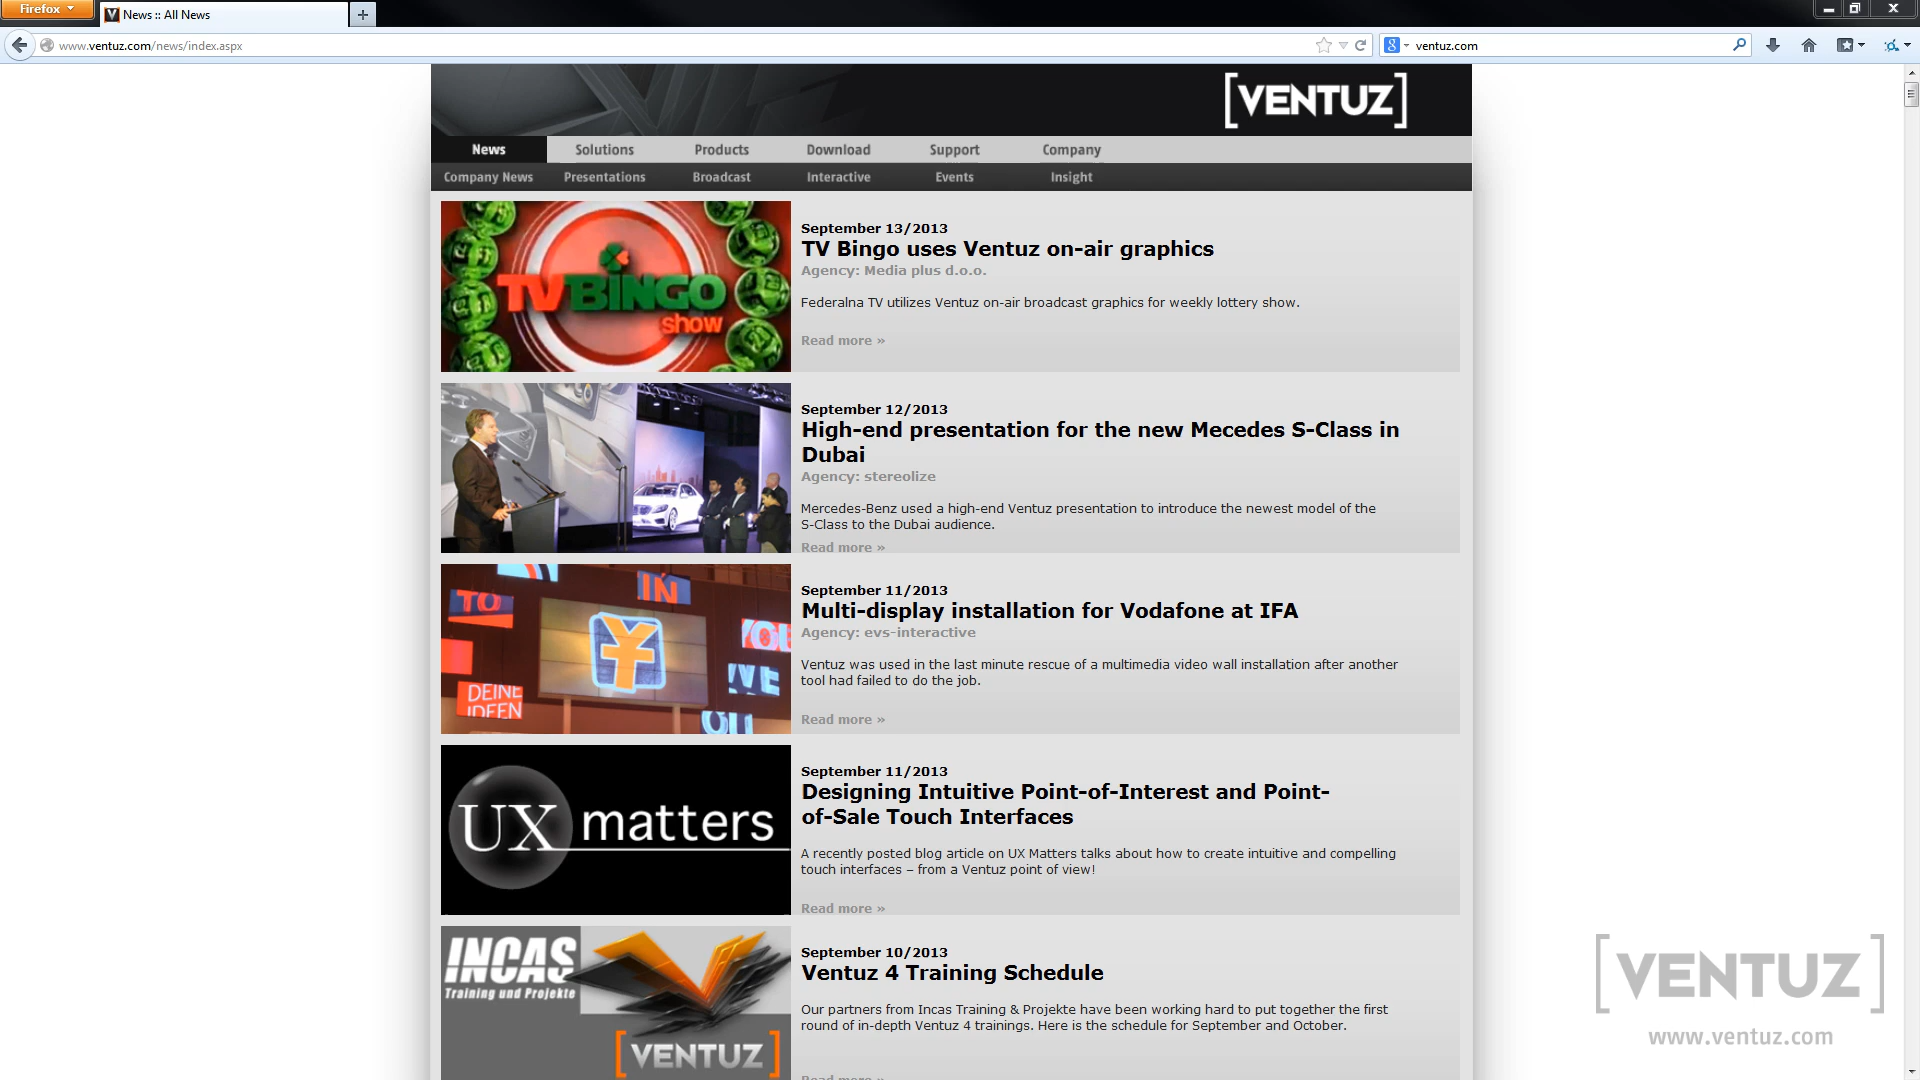 Firefox
News :: All News
www.ventuz.com/news/index.aspx
ventuz.com
[VENTUZ]
News Solutions Products Download Support Company
Company News Presentations Broadcast Interactive Events Insight
TV BINGO
show
September 13/2013
TV Bingo uses Ventuz on-air graphics
Agency: Media plus d.o.o.
Federalna TV utilizes Ventuz on-air broadcast graphics for weekly lottery show.
Read more »
September 12/2013
High-end presentation for the new Mecedes S-Class in
Dubai
Agency: stereolize
Mercedes-Benz used a high-end Ventuz presentation to introduce the newest model of the
S-Class to the Dubai audience.
Read more »
IN
TO
DEINE
IDEEN
September 11/2013
Multi-display installation for Vodafone at IFA
Agency: evs-interactive
Ventuz was used in the last minute rescue of a multimedia video wall installation after another
tool had failed to do the job.
Read more »
UX matters
September 11/2013
Designing Intuitive Point-of-Interest and Point-
of-Sale Touch Interfaces
A recently posted blog article on UX Matters talks about how to create intuitive and compelling
touch interfaces – from a Ventuz point of view!
Read more »
INCAS
Training und Projekte
[VENTUZ]
September 10/2013
Ventuz 4 Training Schedule
Our partners from Incas Training & Projekte have been working hard to put together the first
round of in-depth Ventuz 4 trainings. Here is the schedule for September and October.
Read more »
[VENTUZ]
www.ventuz.com